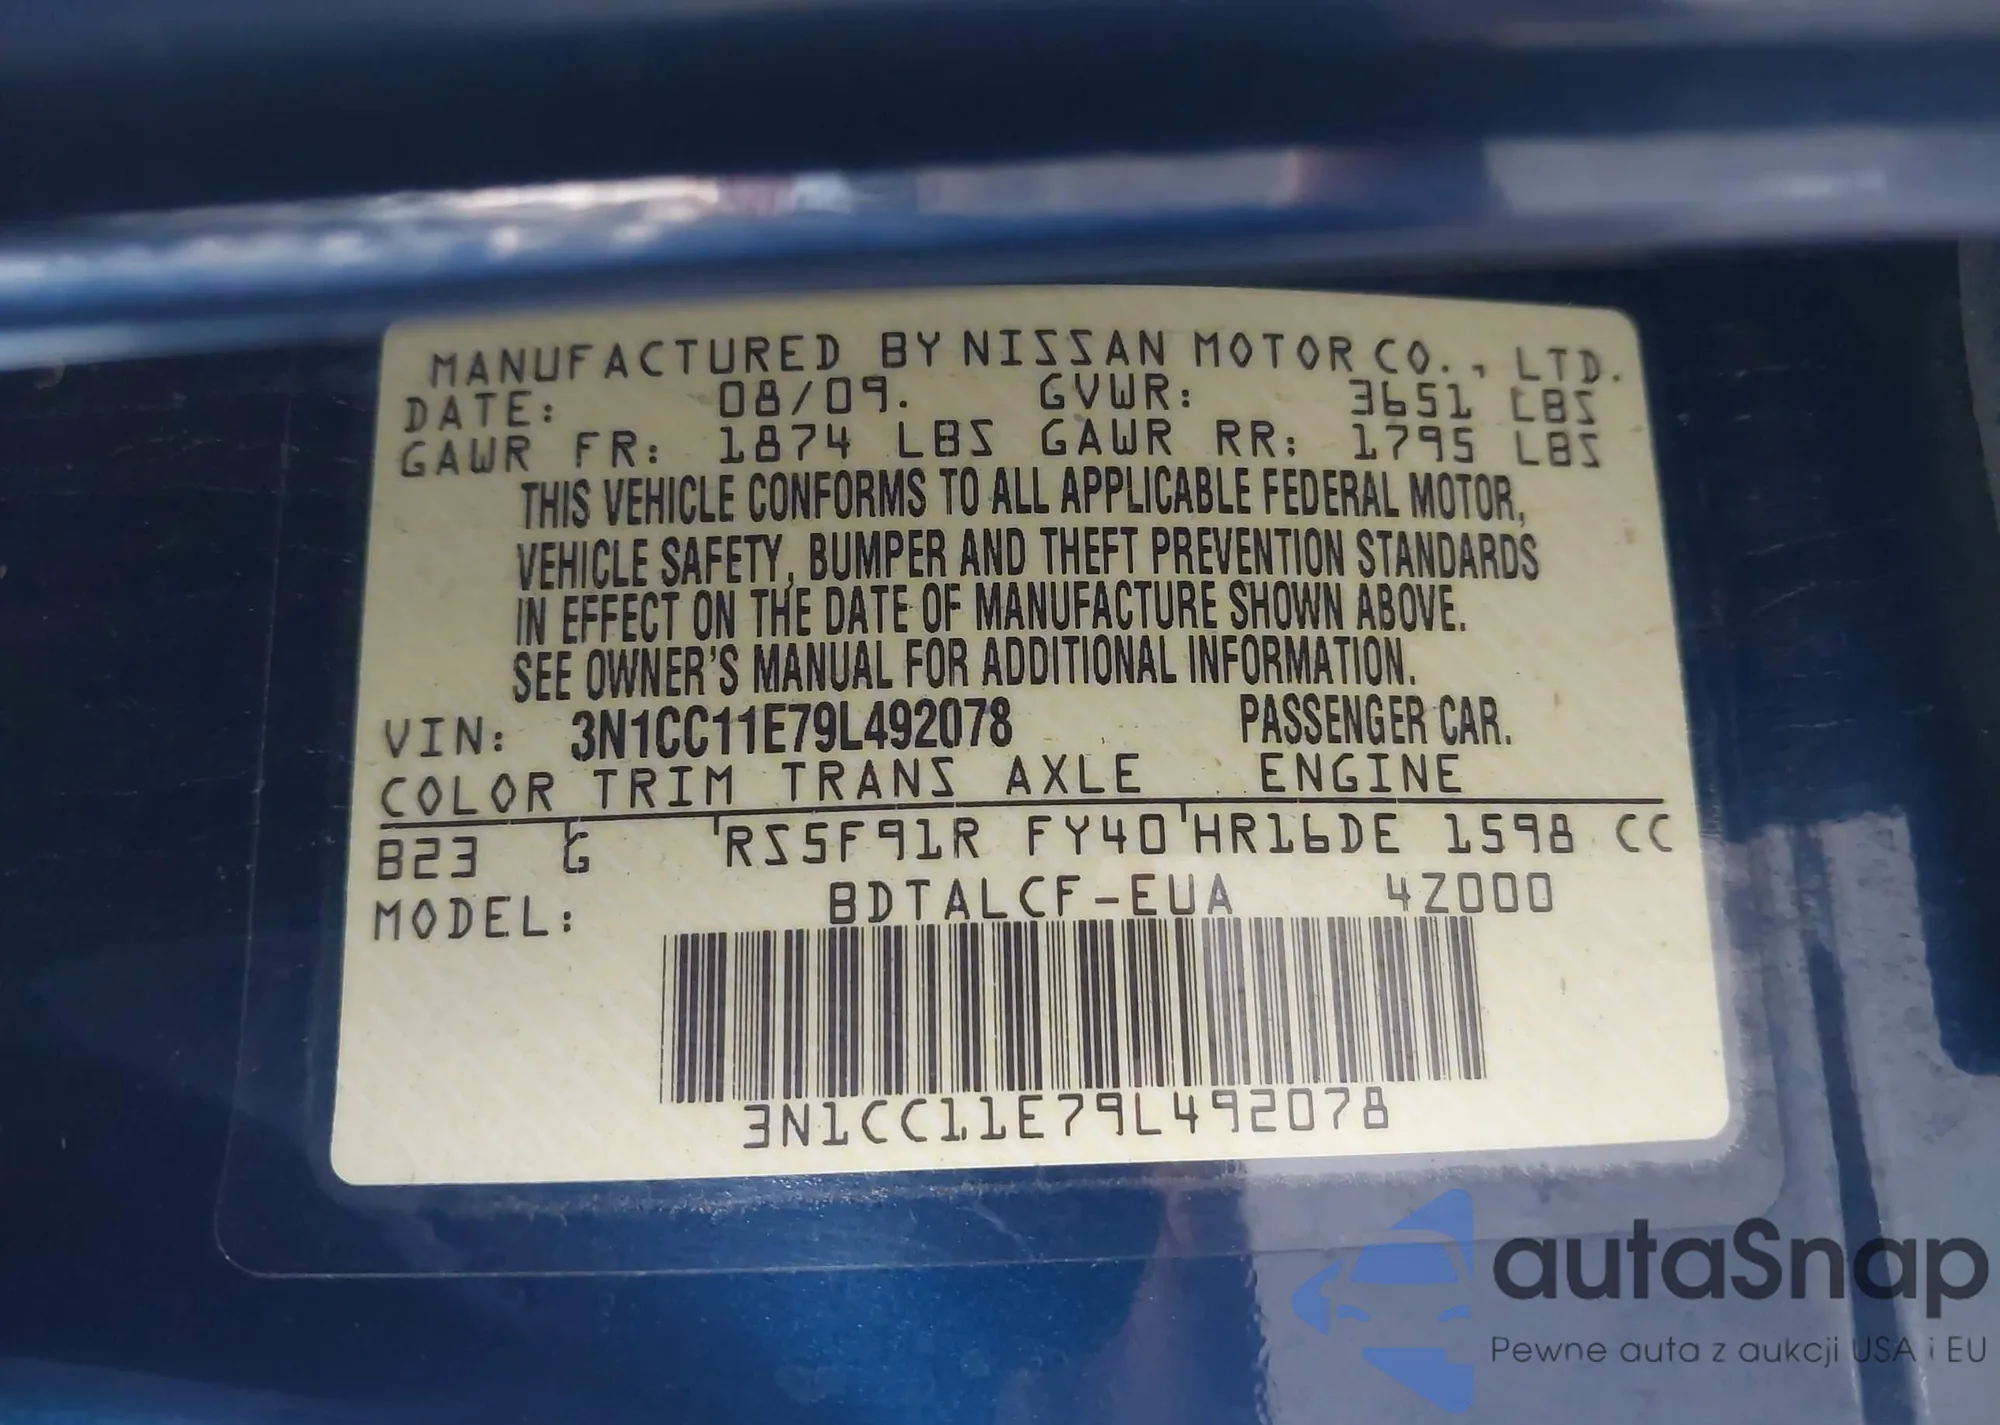 MANUFACTURED BY NISSAN MOTOR CO., LTD.
DATE: 08/09. GVWR: 3651 LBS
GAWR FR: 1874 LBS GAWR RR: 1795 LBS
THIS VEHICLE CONFORMS TO ALL APPLICABLE FEDERAL MOTOR,
VEHICLE SAFETY, BUMPER AND THEFT PREVENTION STANDARDS
IN EFFECT ON THE DATE OF MANUFACTURE SHOWN ABOVE.
SEE OWNER'S MANUAL FOR ADDITIONAL INFORMATION.
VIN: 3N1CC11E79L492078 PASSENGER CAR.
COLOR TRIM TRANS AXLE ENGINE
B23 G RS5F91R FY40 HR16DE 1598 CC
MODEL: BDTALCF-EUA 4Z000
3N1CC11E79L492078
autaSnap
Pewne auta z aukcji USA i EU